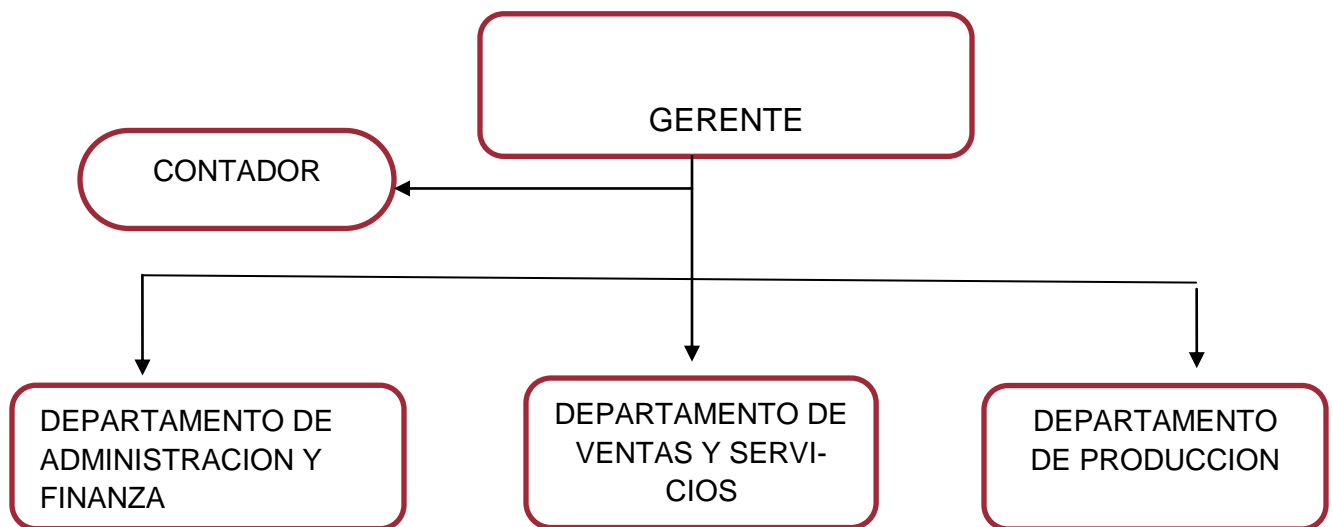 GERENTE
CONTADOR
DEPARTAMENTO DE
ADMINISTRACION Y
FINANZA
DEPARTAMENTO DE
VENTAS Y SERVI-
CIOS
DEPARTAMENTO
DE PRODUCCION